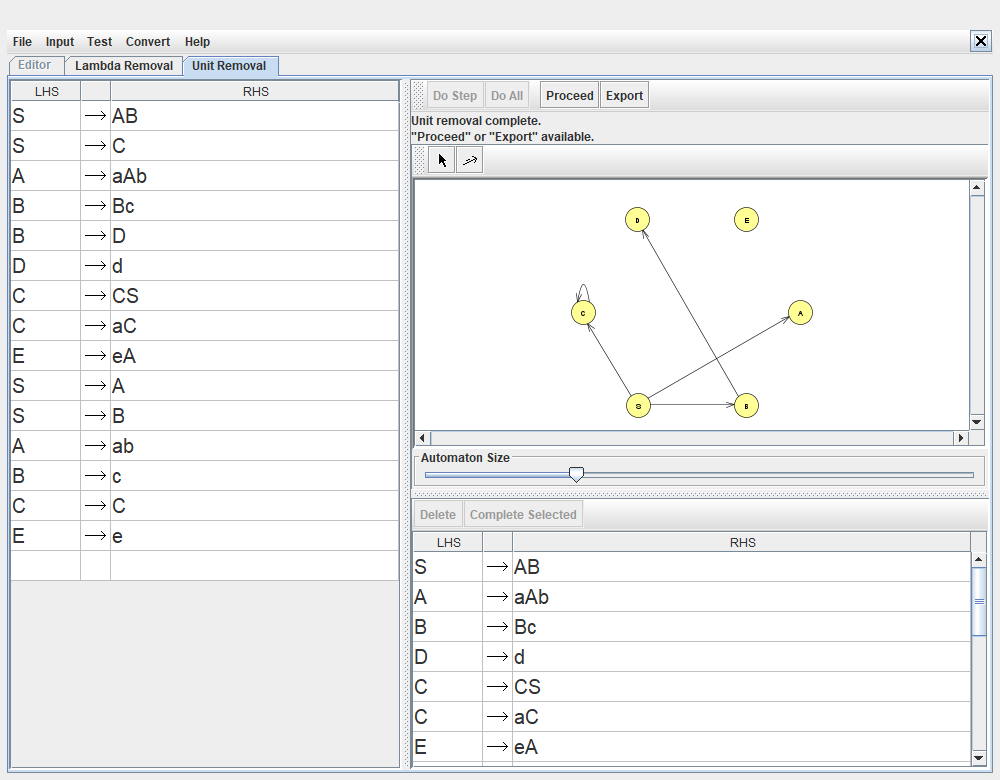 File Input Test Convert Help
Editor Lambda Removal Unit Removal
LHS RHS
S → AB
S → C
A → aAb
B → Bc
B → D
D → d
C → CS
C → aC
E → eA
S → A
S → B
A → ab
B → c
C → C
E → e
Do Step Do All Proceed Export
Unit removal complete.
"Proceed" or "Export" available.
D E
C A
S B
Automaton Size
Delete Complete Selected
LHS RHS
S → AB
A → aAb
B → Bc
D → d
C → CS
C → aC
E → eA